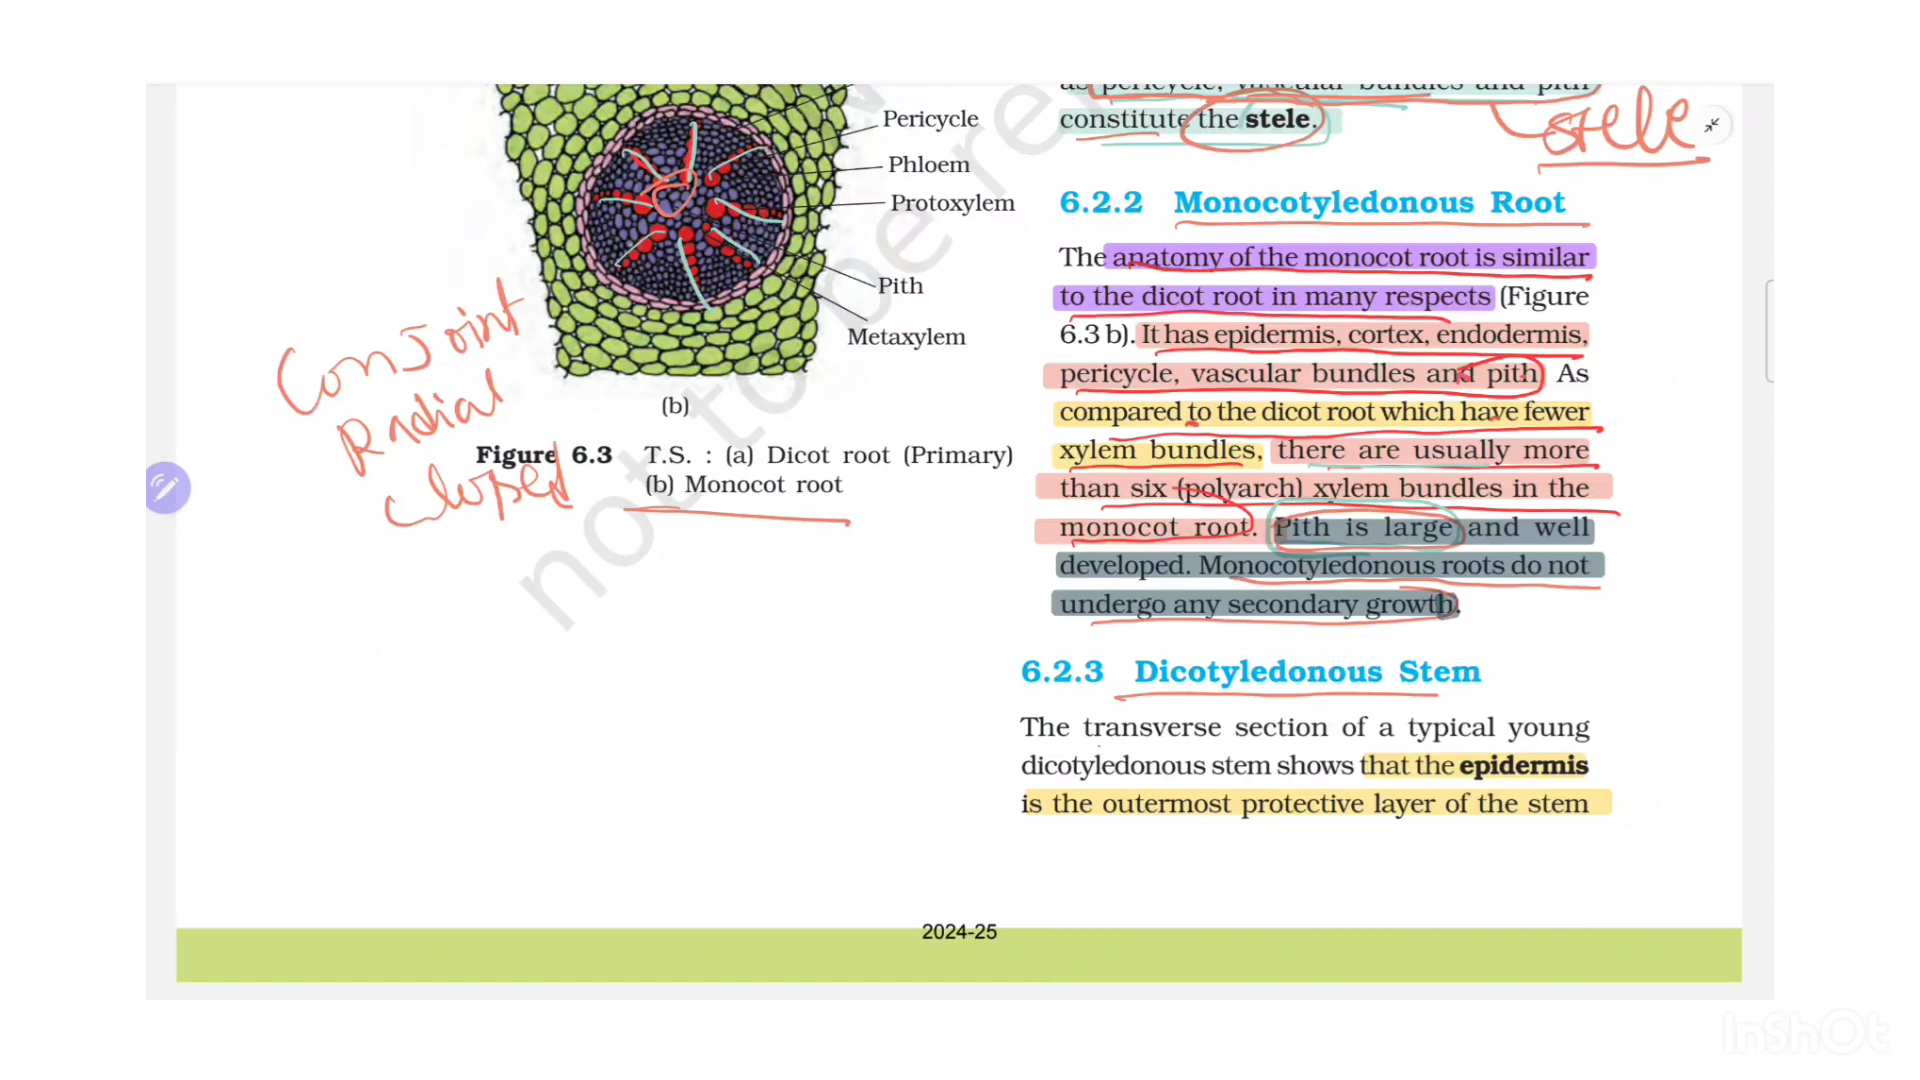 Pericycle
Phloem
Protoxylem
Pith
Metaxylem
(b)
Figure 6.3 T.S. : (a) Dicot root (Primary)
(b) Monocot root
Conjoint
Radial
Closed
not to be re
as pericycle, vascular bundles and pith
constitute the stele.
stele
6.2.2 Monocotyledonous Root
The anatomy of the monocot root is similar
to the dicot root in many respects (Figure
6.3 b). It has epidermis, cortex, endodermis,
pericycle, vascular bundles and pith. As
compared to the dicot root which have fewer
xylem bundles, there are usually more
than six (polyarch) xylem bundles in the
monocot root. Pith is large and well
developed. Monocotyledonous roots do not
undergo any secondary growth.
6.2.3 Dicotyledonous Stem
The transverse section of a typical young
dicotyledonous stem shows that the epidermis
is the outermost protective layer of the stem
2024-25
InShOt